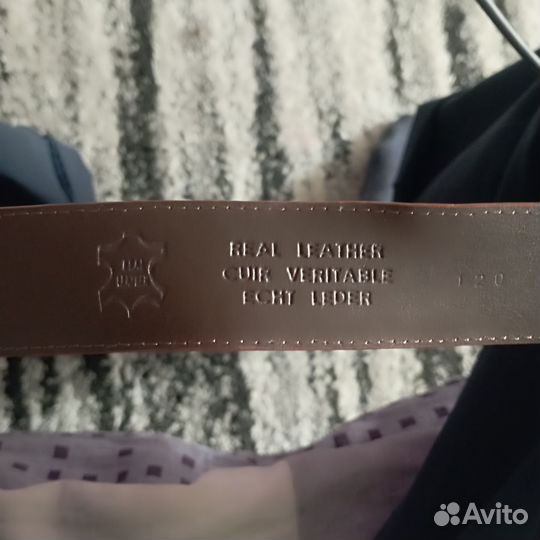 REAL LEATHER
CUIR VERITABLE
ECHT LEDER
120
Avito